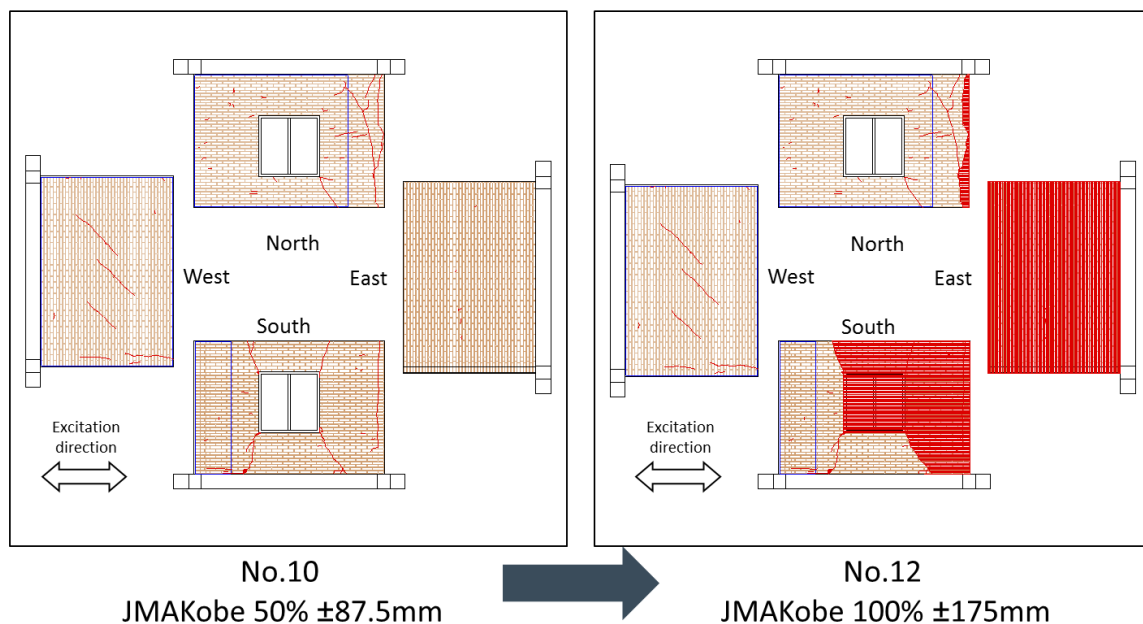 North
West
East
South
Excitation
direction
No.10
JMAKobe 50% ±87.5mm
North
West
East
South
Excitation
direction
No.12
JMAKobe 100% ±175mm